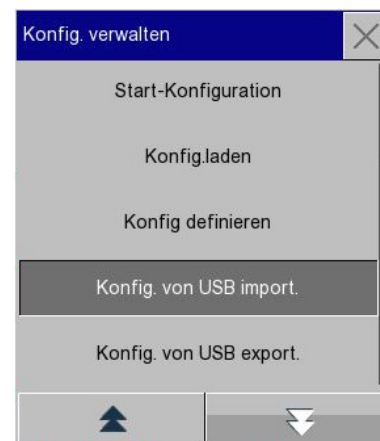 Konfig. verwalten
Start-Konfiguration
Konfig.laden
Konfig definieren
Konfig. von USB import.
Konfig. von USB export.